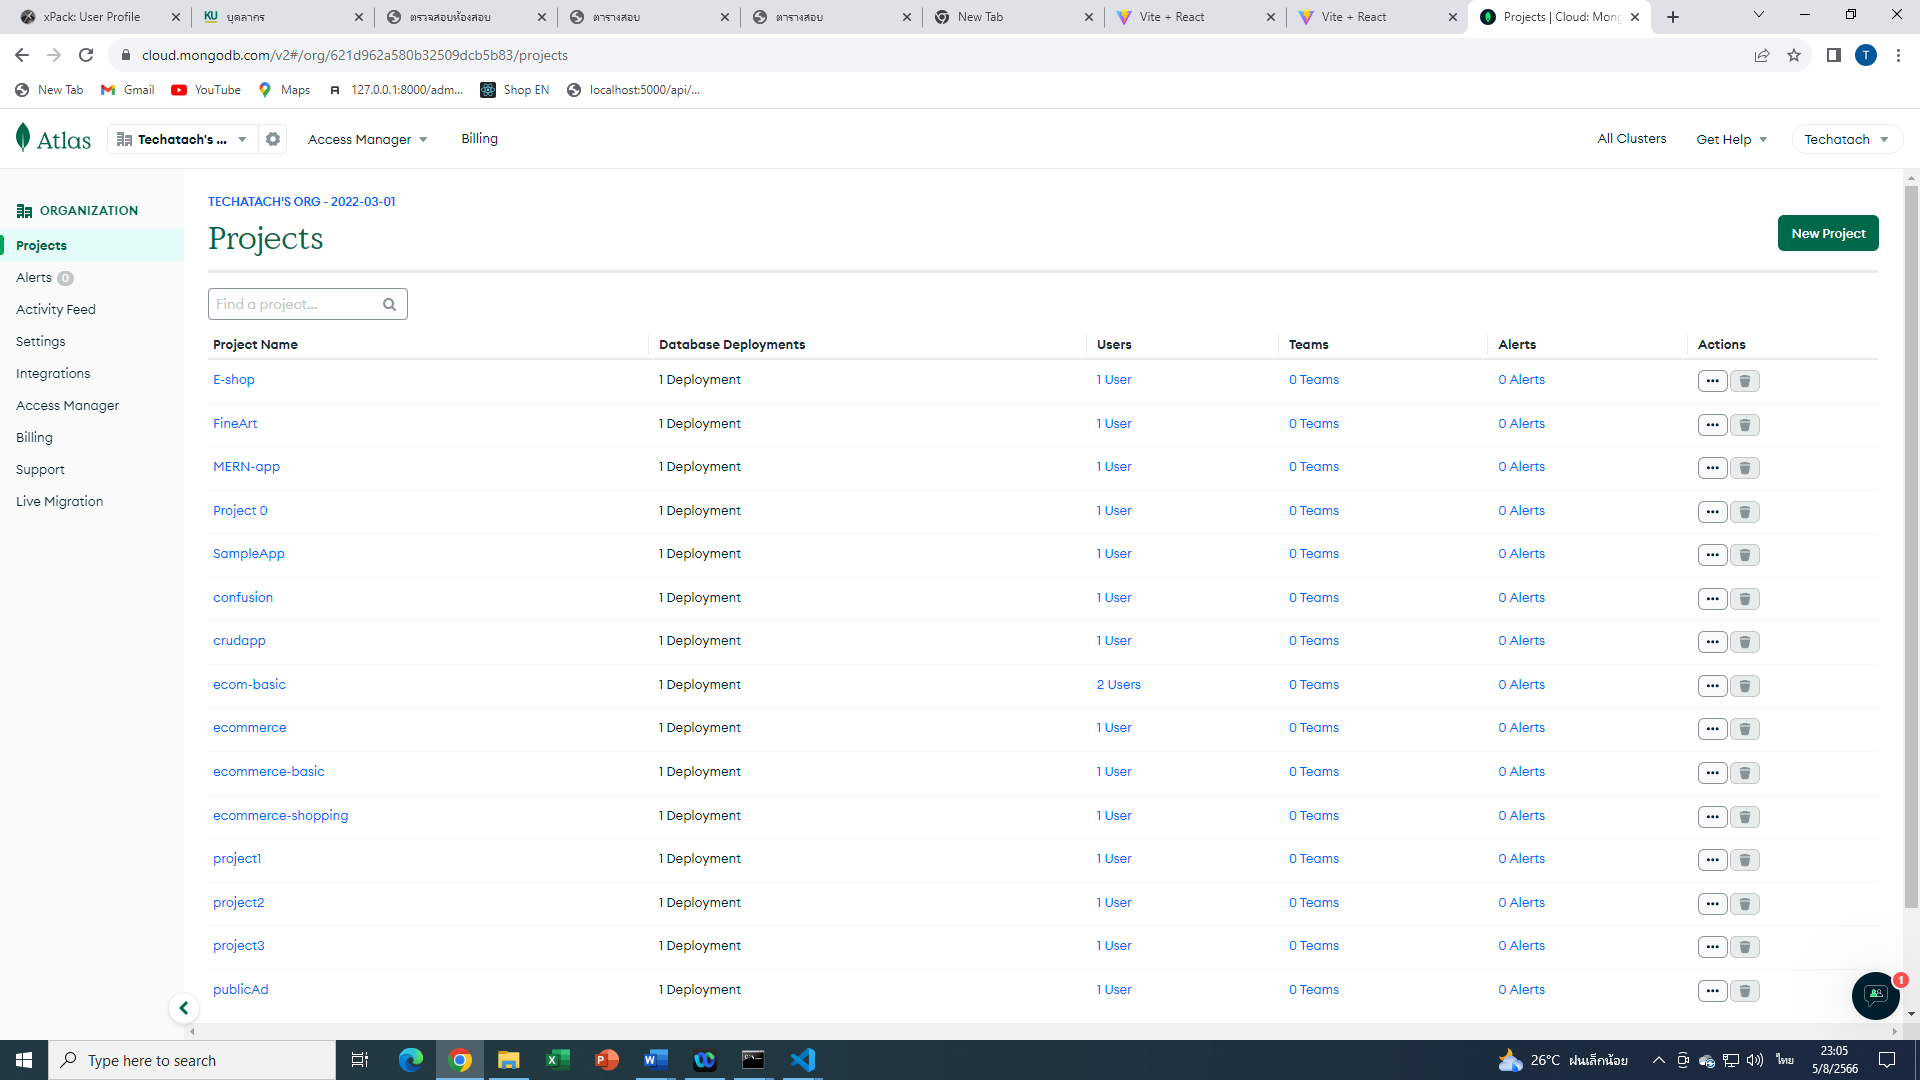 xPack: User Profile
KU บุคลากร
ตรวจสอบห้องสอบ
ตารางสอบ
ตารางสอบ
New Tab
Vite + React
Vite + React
Projects | Cloud: Mong
cloud.mongodb.com/v2#/org/621d962a580b32509dcb5b83/projects
T
New Tab
Gmail
YouTube
Maps
127.0.0.1:8000/adm...
Shop EN
localhost:5000/api/...
Atlas
Techatach's ...
Access Manager
Billing
All Clusters
Get Help
Techatach
ORGANIZATION
Projects
Alerts 0
Activity Feed
Settings
Integrations
Access Manager
Billing
Support
Live Migration
TECHATACH'S ORG - 2022-03-01
Projects
New Project
Find a project...
Project Name Database Deployments Users Teams Alerts Actions
E-shop 1 Deployment 1 User 0 Teams 0 Alerts
FineArt 1 Deployment 1 User 0 Teams 0 Alerts
MERN-app 1 Deployment 1 User 0 Teams 0 Alerts
Project 0 1 Deployment 1 User 0 Teams 0 Alerts
SampleApp 1 Deployment 1 User 0 Teams 0 Alerts
confusion 1 Deployment 1 User 0 Teams 0 Alerts
crudapp 1 Deployment 1 User 0 Teams 0 Alerts
ecom-basic 1 Deployment 2 Users 0 Teams 0 Alerts
ecommerce 1 Deployment 1 User 0 Teams 0 Alerts
ecommerce-basic 1 Deployment 1 User 0 Teams 0 Alerts
ecommerce-shopping 1 Deployment 1 User 0 Teams 0 Alerts
project1 1 Deployment 1 User 0 Teams 0 Alerts
project2 1 Deployment 1 User 0 Teams 0 Alerts
project3 1 Deployment 1 User 0 Teams 0 Alerts
publicAd 1 Deployment 1 User 0 Teams 0 Alerts
1
Type here to search
26°C ฝนเล็กน้อย
ไทย
23:05
5/8/2566